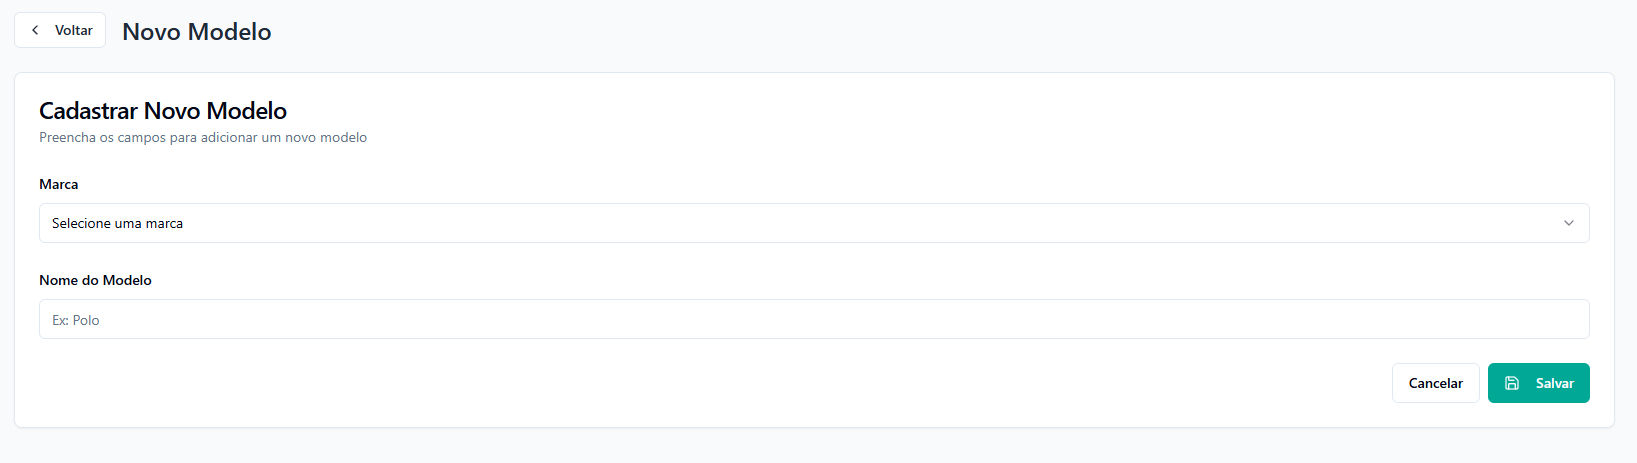 Voltar Novo Modelo
Cadastrar Novo Modelo
Preencha os campos para adicionar um novo modelo
Marca
Selecione uma marca
Nome do Modelo
Ex: Polo
Cancelar Salvar